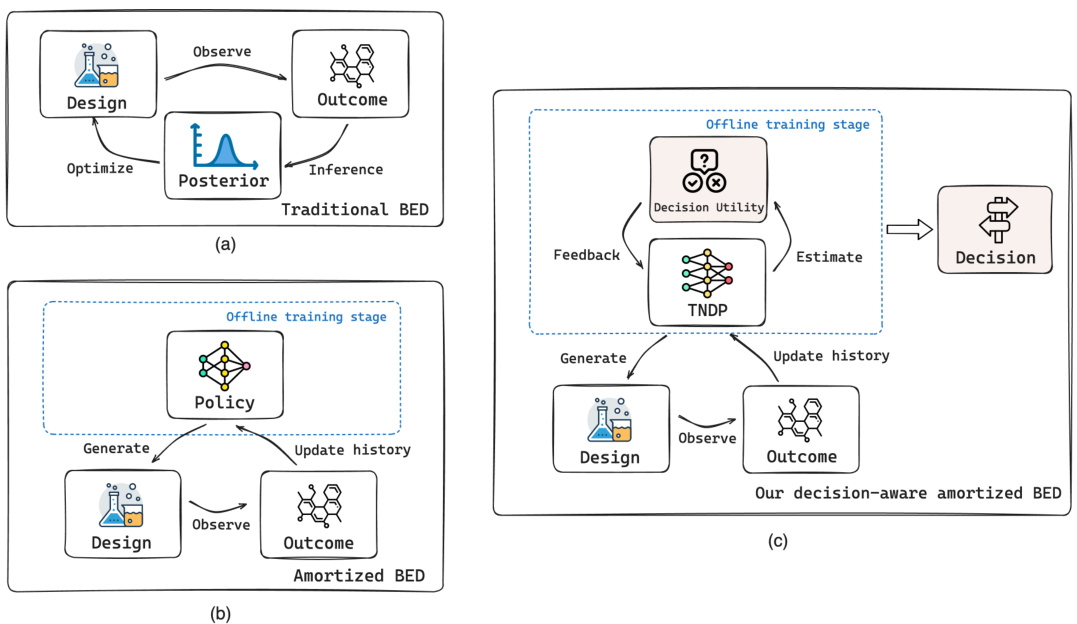 Observe
Design
Outcome
Optimize
Posterior
Inference
Traditional BED
(a)
Offline training stage
Policy
Generate
Update history
Design
Observe
Outcome
Amortized BED
(b)
Offline training stage
?
Decision Utility
Feedback
Estimate
TNDP
Decision
Generate
Update history
Design
Observe
Outcome
Our decision-aware amortized BED
(c)